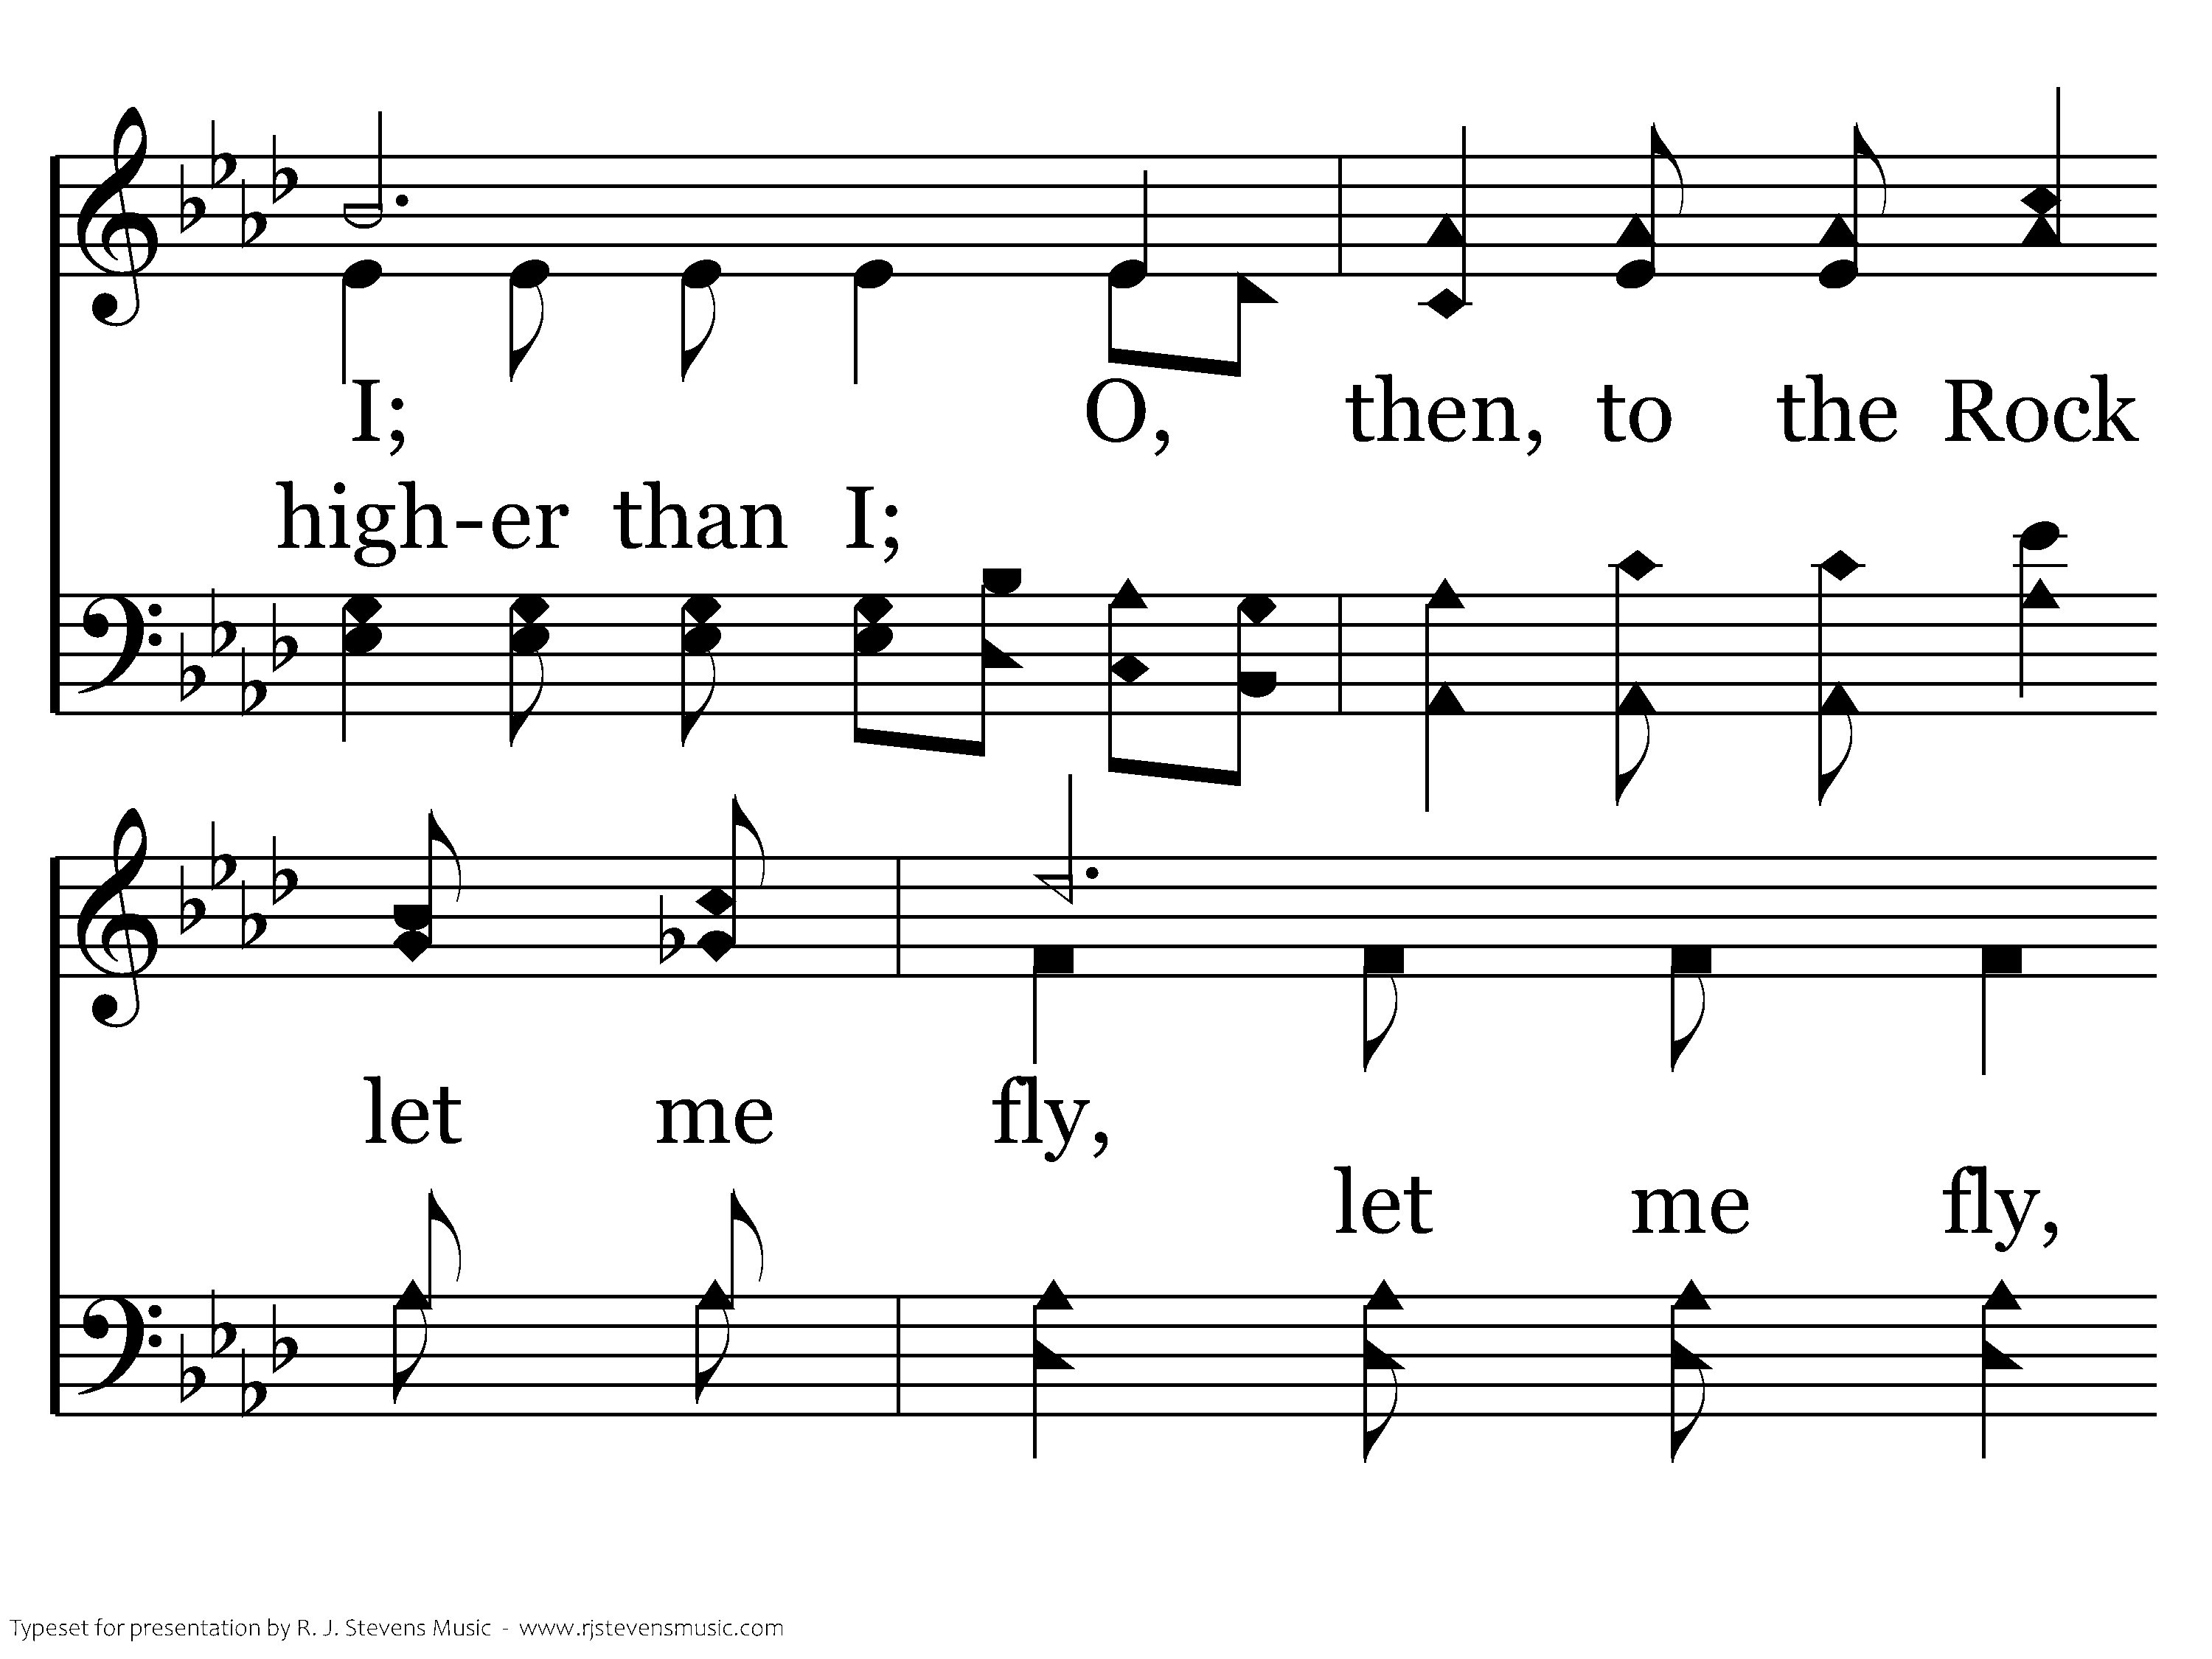 I; O, then, to the Rock
high-er than I;
let me fly,
let me fly,
Typeset for presentation by R. J. Stevens Music - www.rjstevensmusic.com